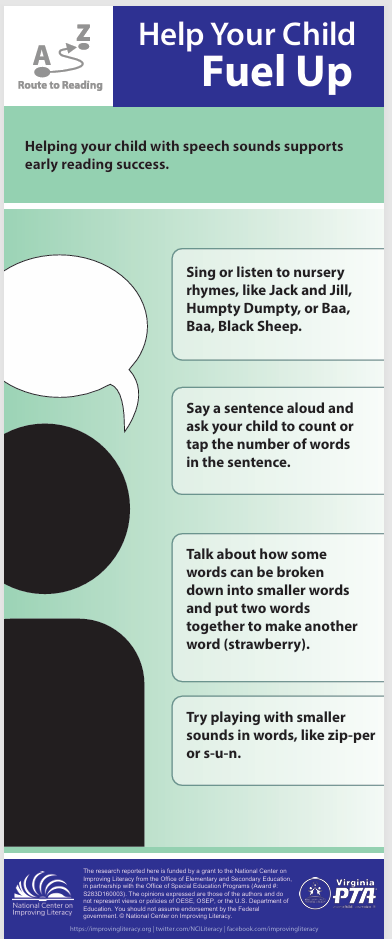 A Z
Route to Reading
Help Your Child
Fuel Up
Helping your child with speech sounds supports
early reading success.
Sing or listen to nursery
rhymes, like Jack and Jill,
Humpty Dumpty, or Baa,
Baa, Black Sheep.
Say a sentence aloud and
ask your child to count or
tap the number of words
in the sentence.
Talk about how some
words can be broken
down into smaller words
and put two words
together to make another
word (strawberry).
Try playing with smaller
sounds in words, like zip-per
or s-u-n.
National Center on
Improving Literacy
The research reported here is funded by a grant to the National Center on
Improving Literacy from the Office of Elementary and Secondary Education,
in partnership with the Office of Special Education Programs (Award #:
S283D160003). The opinions expressed are those of the authors and do
not represent views or policies of OESE, OSEP, or the U.S. Department of
Education. You should not assume endorsement by the Federal
government. © National Center on Improving Literacy.
Virginia
PTA
https://improvingliteracy.org | twitter.com/NCILiteracy | facebook.com/improvingliteracy